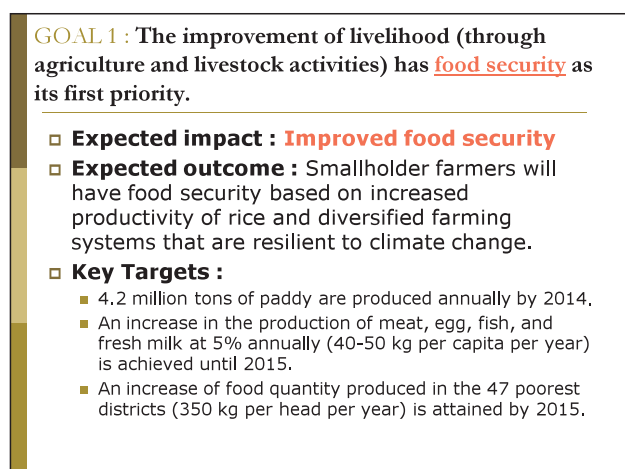 GOAL 1 : The improvement of livelihood (through
agriculture and livestock activities) has food security as
its first priority.
Expected impact : Improved food security
Expected outcome : Smallholder farmers will
have food security based on increased
productivity of rice and diversified farming
systems that are resilient to climate change.
Key Targets :
4.2 million tons of paddy are produced annually by 2014.
An increase in the production of meat, egg, fish, and
fresh milk at 5% annually (40-50 kg per capita per year)
is achieved until 2015.
An increase of food quantity produced in the 47 poorest
districts (350 kg per head per year) is attained by 2015.